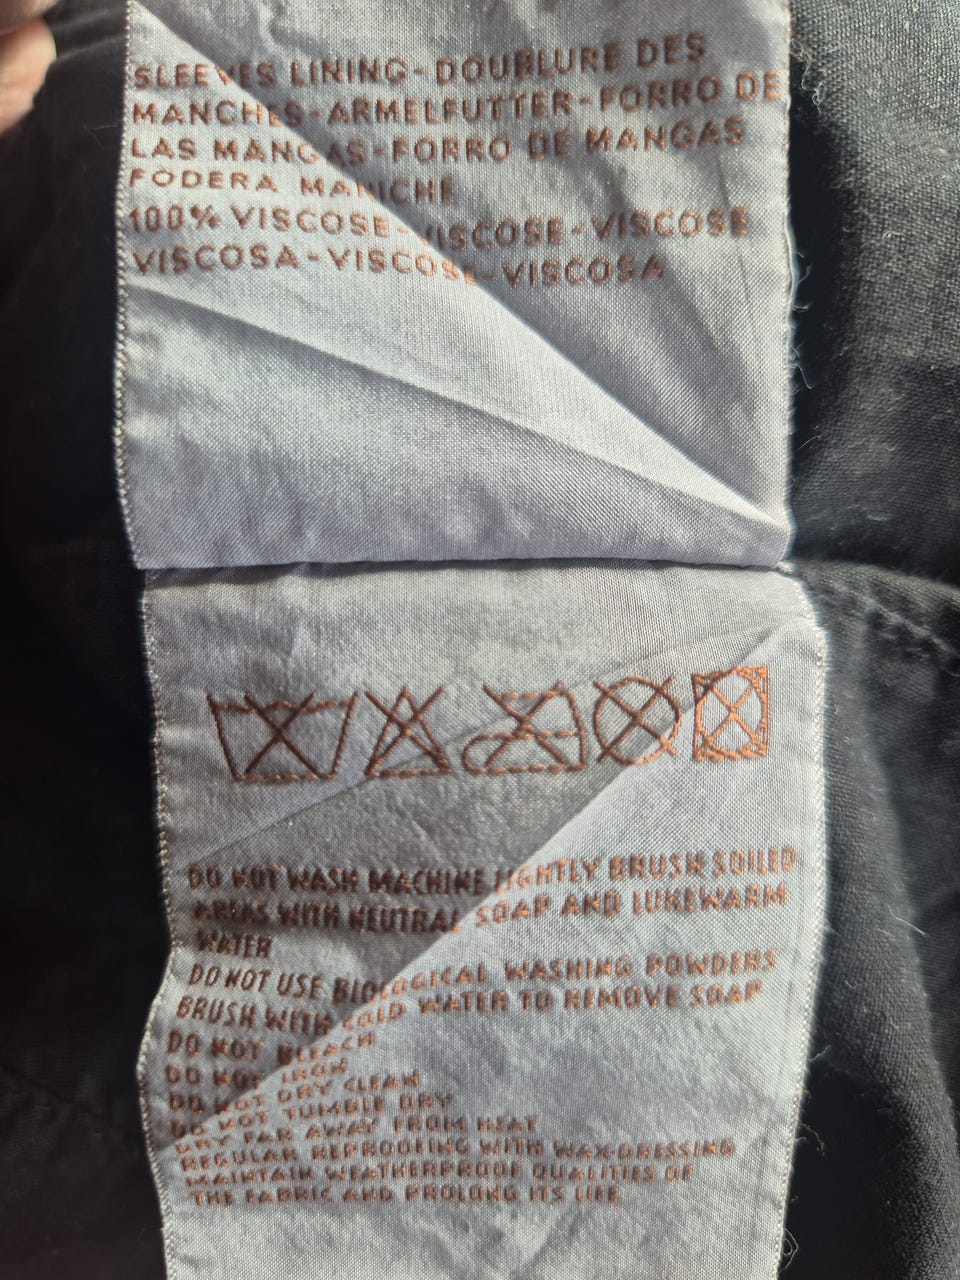 SLEEVES LINING-DOUBLURE DES
MANCHES-ARMELFUTTER-FORRO DE
LAS MANGAS-FORRO DE MANGAS
FODERA MANICHE
100% VISCOSE-VISCOSE-VISCOSE
VISCOSA-VISCOSE-VISCOSA
DO NOT WASH MACHINE LIGHTLY BRUSH SOILED
AREAS WITH NEUTRAL SOAP AND LUKEWARM
WATER
DO NOT USE BIOLOGICAL WASHING POWDERS
BRUSH WITH COLD WATER TO REMOVE SOAP
DO NOT BLEACH
DO NOT IRON
DO NOT DRY CLEAN
DO NOT TUMBLE DRY
DRY FAR AWAY FROM HEAT
REGULAR REPROOFING WITH WAX-DRESSING
MAINTAIN WEATHERPROOF QUALITIES OF
THE FABRIC AND PROLONG ITS LIFE